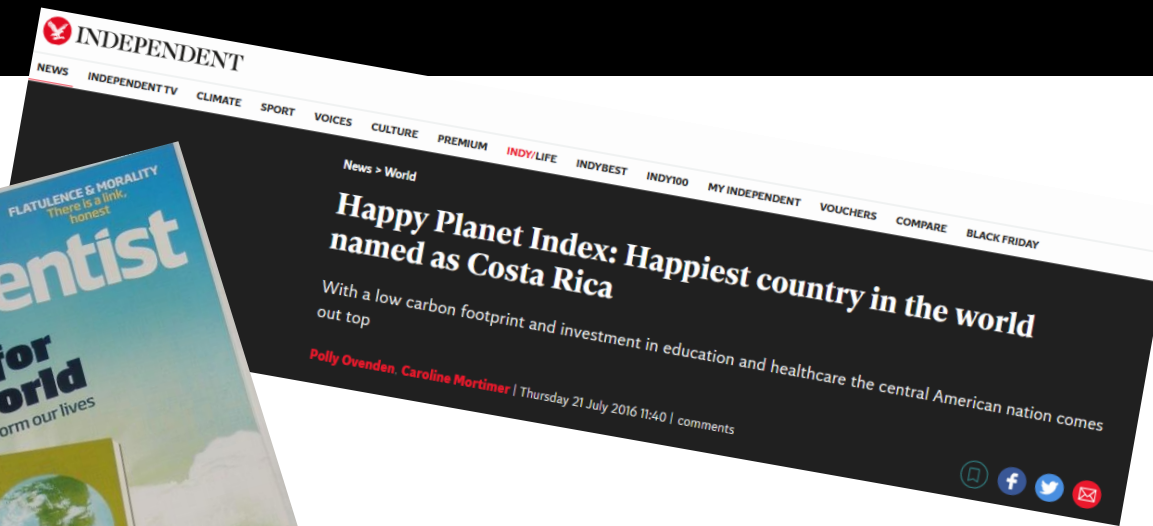 INDEPENDENT
NEWS INDEPENDENT TV CLIMATE SPORT VOICES CULTURE PREMIUM INDY/LIFE INDYBEST INDY100 MY INDEPENDENT VOUCHERS COMPARE BLACK FRIDAY
News > World
Happy Planet Index: Happiest country in the world
named as Costa Rica
With a low carbon footprint and investment in education and healthcare the central American nation comes
out top
Polly Ovenden, Caroline Mortimer | Thursday 21 July 2016 11:40 | comments
FLATULENCE & MORALITY
There is a link,
honest
entist
for
orld
orm our lives